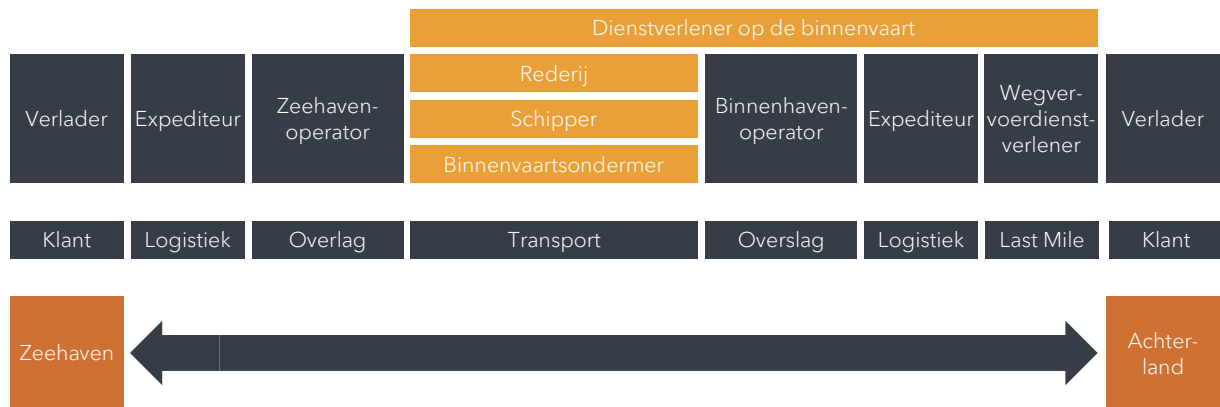 Dienstverlener op de binnenvaart
Verlader
Expediteur
Zeehaven-
operator
Rederij
Schipper
Binnenvaartsondermer
Binnenhaven-
operator
Expediteur
Wegver-
voerdienst-
verlener
Verlader
Klant
Logistiek
Overlag
Transport
Overslag
Logistiek
Last Mile
Klant
Zeehaven
Achter-
land